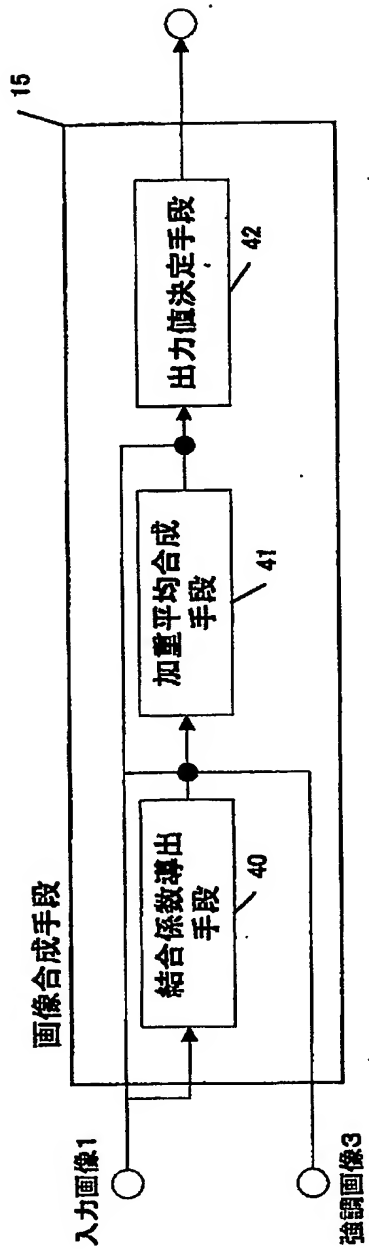 画像合成手段
15
入力画像1
強調画像3
結合係数導出
手段
40
加重平均合成
手段
41
出力値決定手段
42